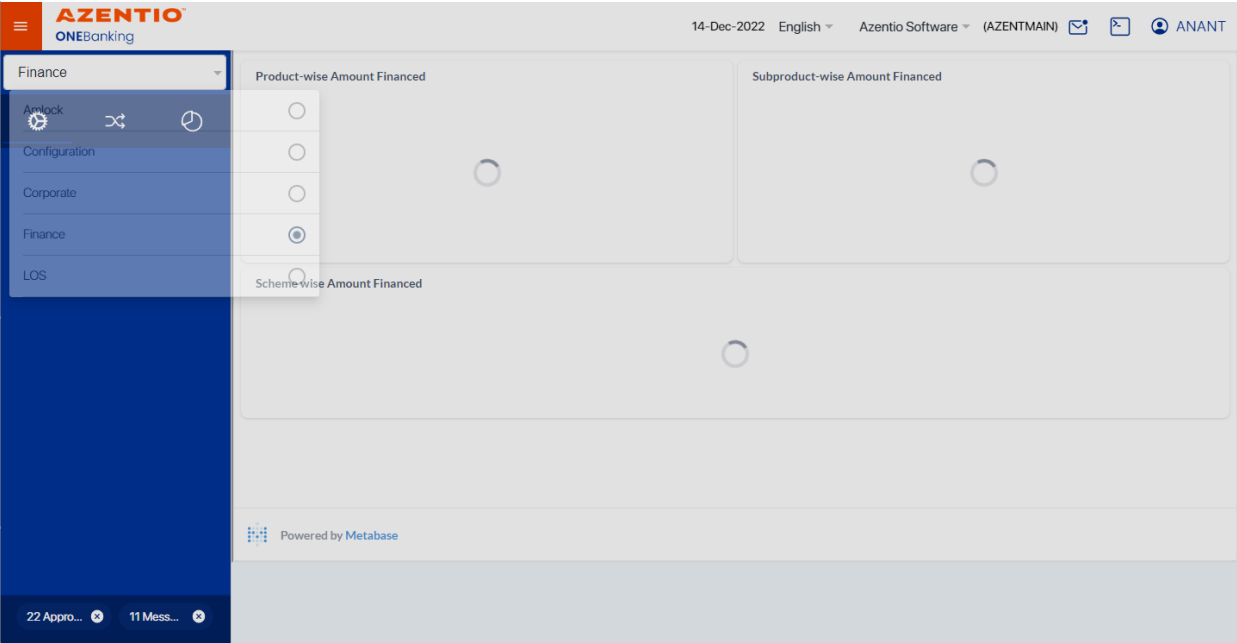 AZENTIO
ONEBanking
14-Dec-2022 English Azentio Software (AZENTMAIN) ANANT
Finance
Amlock
Configuration
Corporate
Finance
LOS
Product-wise Amount Financed
Subproduct-wise Amount Financed
Scheme-wise Amount Financed
Powered by Metabase
22 Appro... 11 Mess...